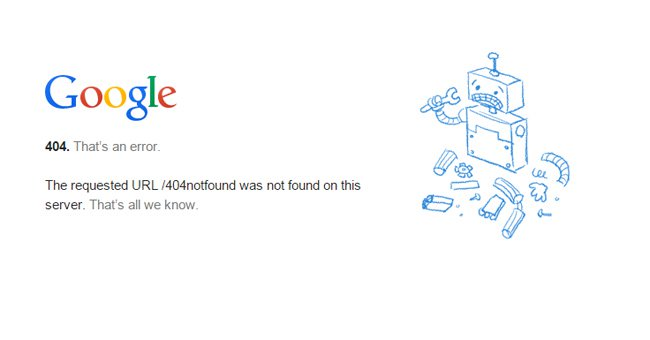 Google
404. That's an error.
The requested URL /404notfound was not found on this
server. That's all we know.